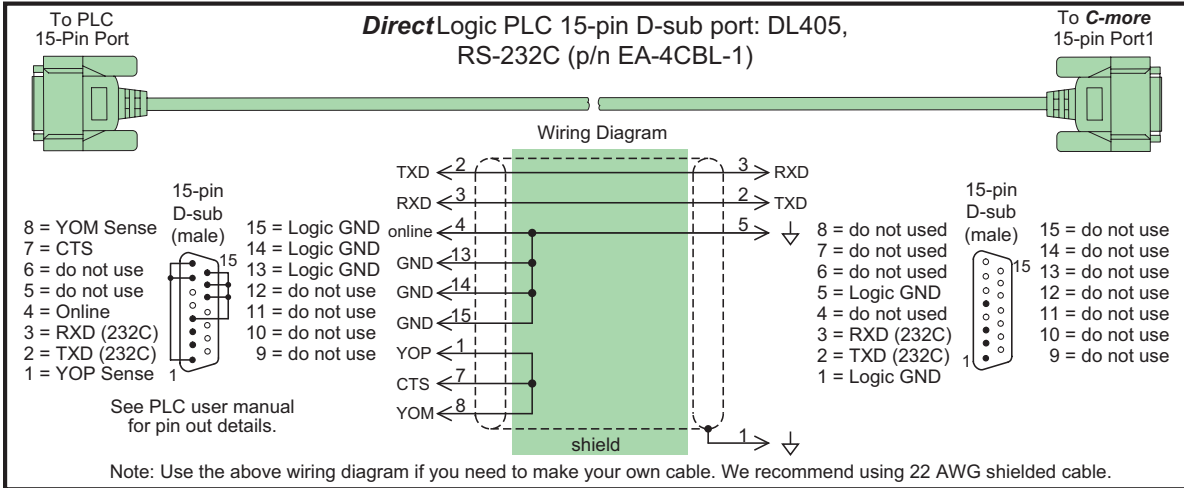 To PLC
15-Pin Port
DirectLogic PLC 15-pin D-sub port: DL405,
RS-232C (p/n EA-4CBL-1)
To C-more
15-pin Port1
Wiring Diagram
TXD 2 3 RXD
RXD 3 2 TXD
online 4 5
GND 13
GND 14
GND 15
YOP 1
CTS 7
YOM 8
shield
1
15-pin
D-sub
(male)
15
1
8 = YOM Sense
7 = CTS
6 = do not use
5 = do not use
4 = Online
3 = RXD (232C)
2 = TXD (232C)
1 = YOP Sense
15 = Logic GND
14 = Logic GND
13 = Logic GND
12 = do not use
11 = do not use
10 = do not use
9 = do not use
See PLC user manual
for pin out details.
15-pin
D-sub
(male)
15
1
8 = do not used
7 = do not used
6 = do not used
5 = Logic GND
4 = do not used
3 = RXD (232C)
2 = TXD (232C)
1 = Logic GND
15 = do not use
14 = do not use
13 = do not use
12 = do not use
11 = do not use
10 = do not use
9 = do not use
Note: Use the above wiring diagram if you need to make your own cable. We recommend using 22 AWG shielded cable.